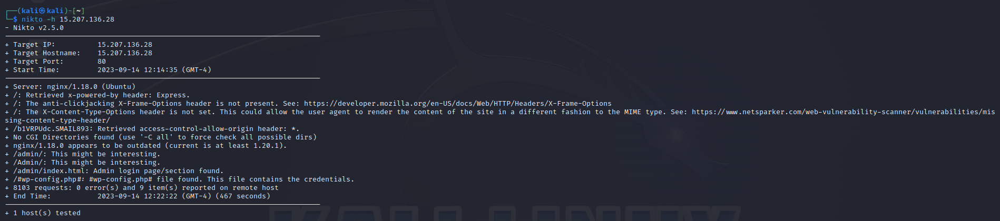 ┌──(kali㉿kali)-[~]
└─$ nikto -h 15.207.136.28
- Nikto v2.5.0
---------------------------------------------------------------------------
+ Target IP:          15.207.136.28
+ Target Hostname:    15.207.136.28
+ Target Port:        80
+ Start Time:         2023-09-14 12:14:35 (GMT-4)
---------------------------------------------------------------------------
+ Server: nginx/1.18.0 (Ubuntu)
+ /: Retrieved x-powered-by header: Express.
+ /: The anti-clickjacking X-Frame-Options header is not present. See: https://developer.mozilla.org/en-US/docs/Web/HTTP/Headers/X-Frame-Options
+ /: The X-Content-Type-Options header is not set. This could allow the user agent to render the content of the site in a different fashion to the MIME type. See: https://www.netsparker.com/web-vulnerability-scanner/vulnerabilities/mis
sing-content-type-header/
+ /b1VRPUdc.SMAIL893: Retrieved access-control-allow-origin header: *.
+ No CGI Directories found (use '-C all' to force check all possible dirs)
+ nginx/1.18.0 appears to be outdated (current is at least 1.20.1).
+ /admin/: This might be interesting.
+ /Admin/: This might be interesting.
+ /admin/index.html: Admin login page/section found.
+ /#wp-config.php#: #wp-config.php# file found. This file contains the credentials.
+ 8103 requests: 0 error(s) and 9 item(s) reported on remote host
+ End Time:           2023-09-14 12:22:22 (GMT-4) (467 seconds)
---------------------------------------------------------------------------
+ 1 host(s) tested